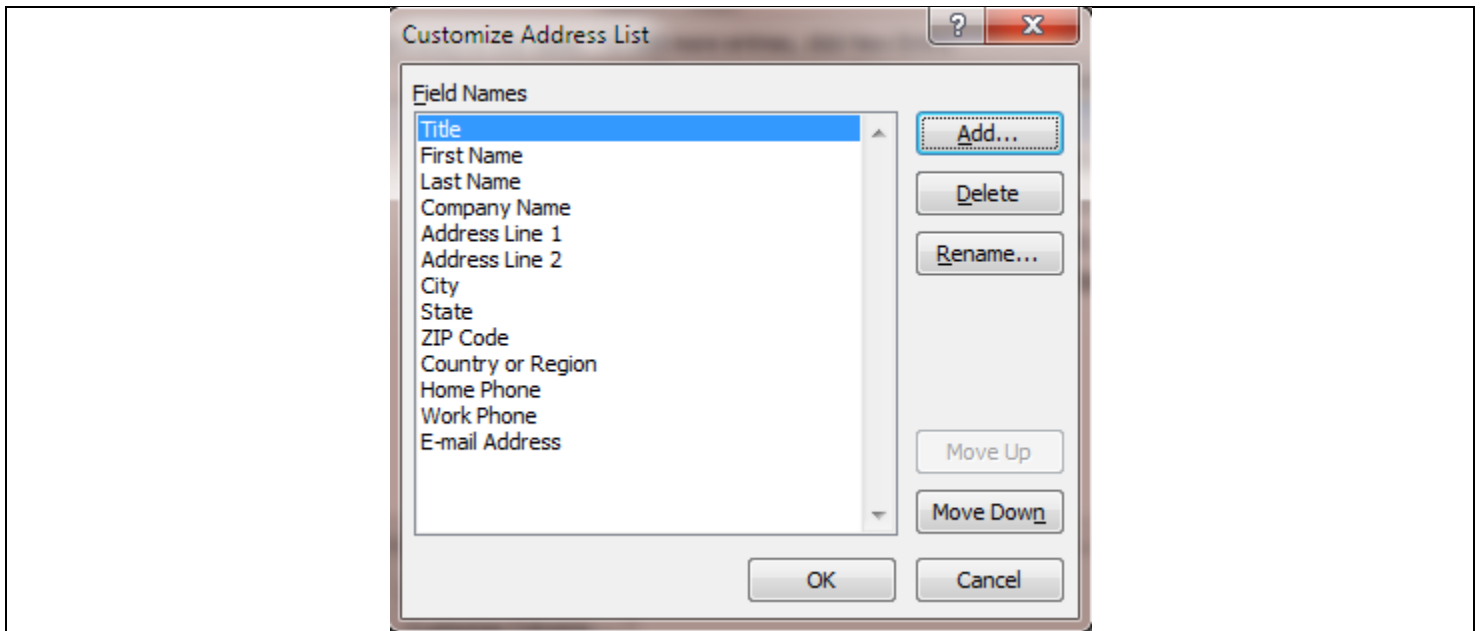 Customize Address List
Field Names
Title
First Name
Last Name
Company Name
Address Line 1
Address Line 2
City
State
ZIP Code
Country or Region
Home Phone
Work Phone
E-mail Address
Add...
Delete
Rename...
Move Up
Move Down
OK
Cancel